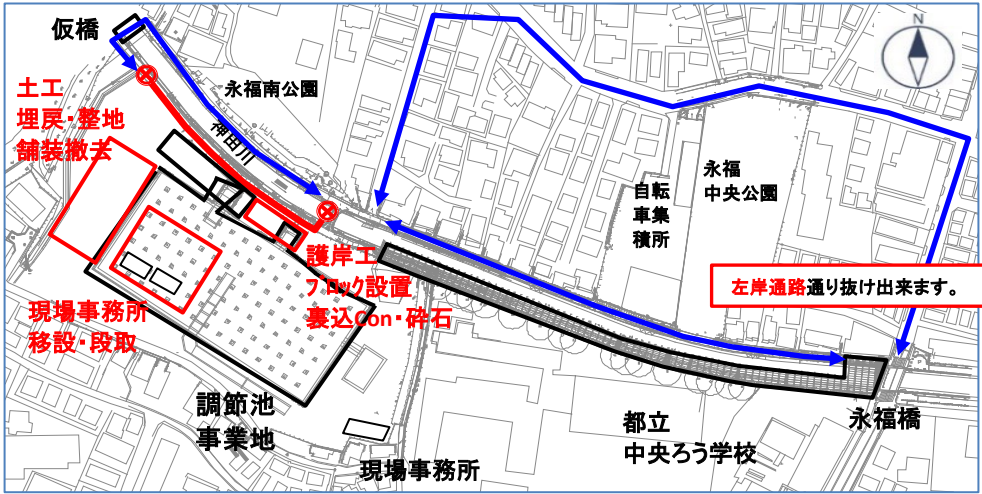 仮橋
N
土工
埋戻・整地
舗装撤去
永福南公園
神田川
永福
中央公園
自転
車集
積所
護岸工
ブロック設置
裏込Con・砕石
左岸通路通り抜け出来ます。
現場事務所
移設・段取
調節池
事業地
都立
中央ろう学校
永福橋
現場事務所